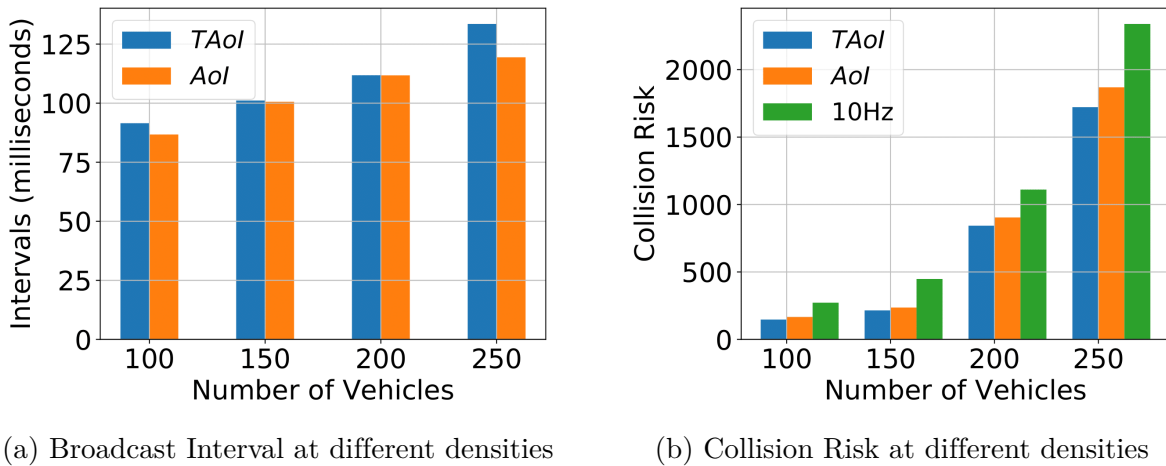 Intervals (milliseconds)
125
100
75
50
25
0
TAoI
AoI
100 150 200 250
Number of Vehicles
(a) Broadcast Interval at different densities
Collision Risk
2000
1500
1000
500
0
TAoI
AoI
10Hz
100 150 200 250
Number of Vehicles
(b) Collision Risk at different densities